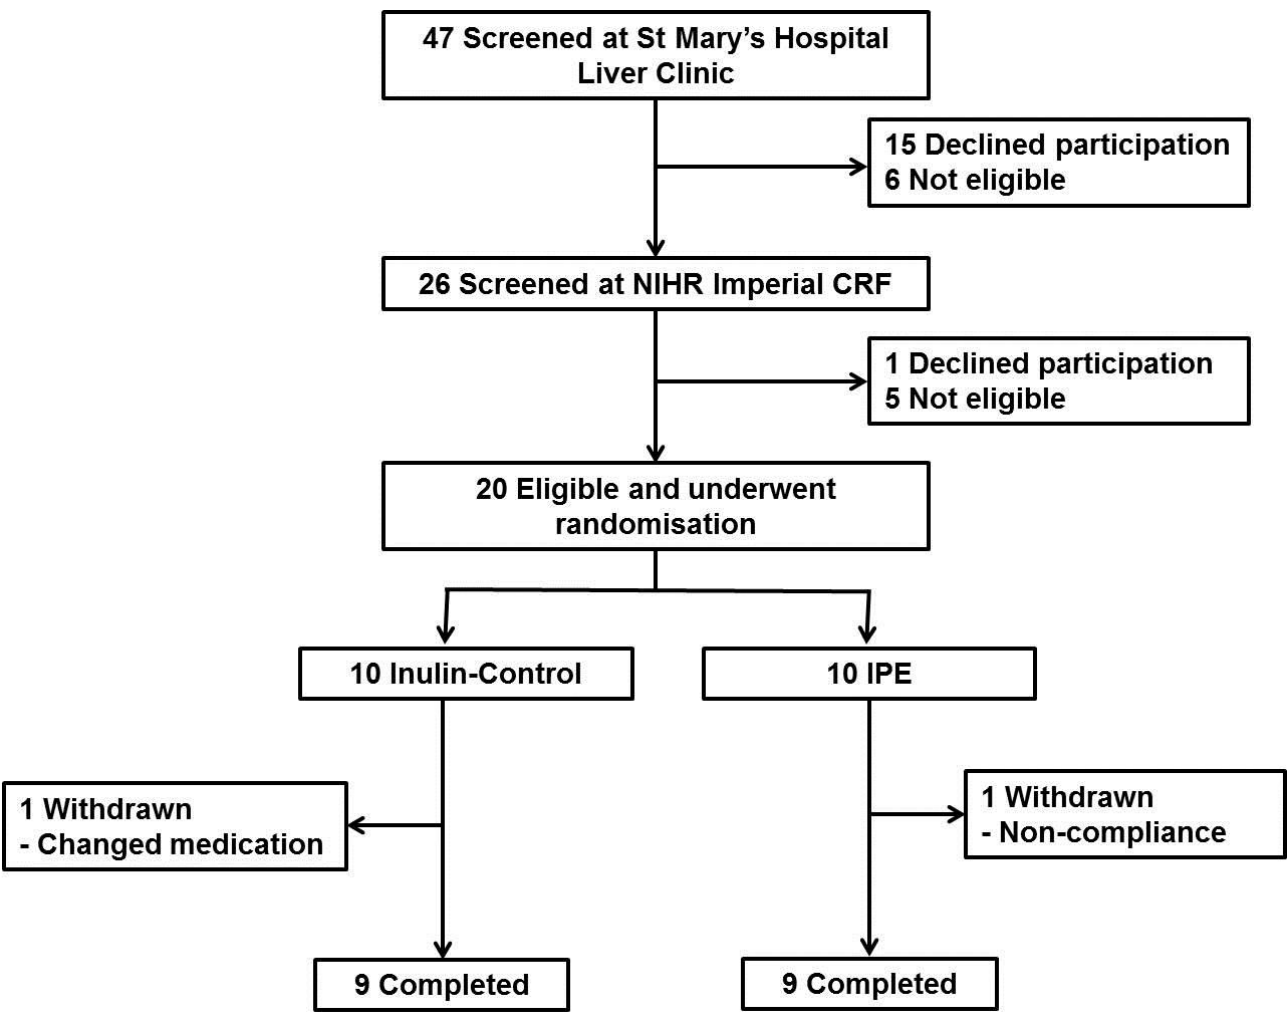 47 Screened at St Mary’s Hospital
Liver Clinic
15 Declined participation
6 Not eligible
26 Screened at NIHR Imperial CRF
1 Declined participation
5 Not eligible
20 Eligible and underwent
randomisation
10 Inulin-Control
10 IPE
1 Withdrawn
- Changed medication
1 Withdrawn
- Non-compliance
9 Completed
9 Completed